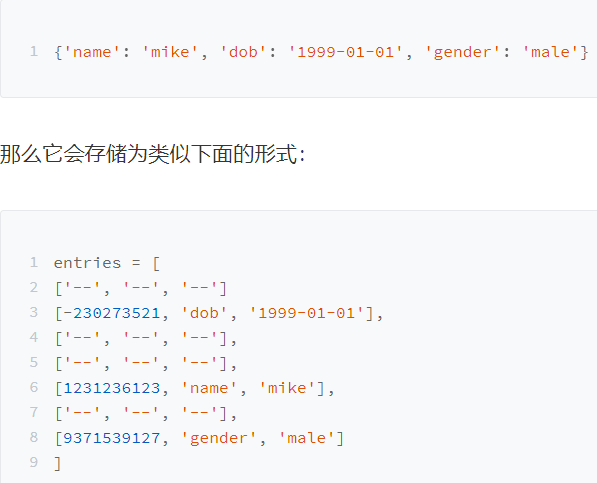 1 {'name': 'mike', 'dob': '1999-01-01', 'gender': 'male'}
那么它会存储为类似下面的形式：
1 entries = [
2 ['--', '--', '--']
3 [-230273521, 'dob', '1999-01-01'],
4 ['--', '--', '--'],
5 ['--', '--', '--'],
6 [1231236123, 'name', 'mike'],
7 ['--', '--', '--'],
8 [9371539127, 'gender', 'male']
9 ]